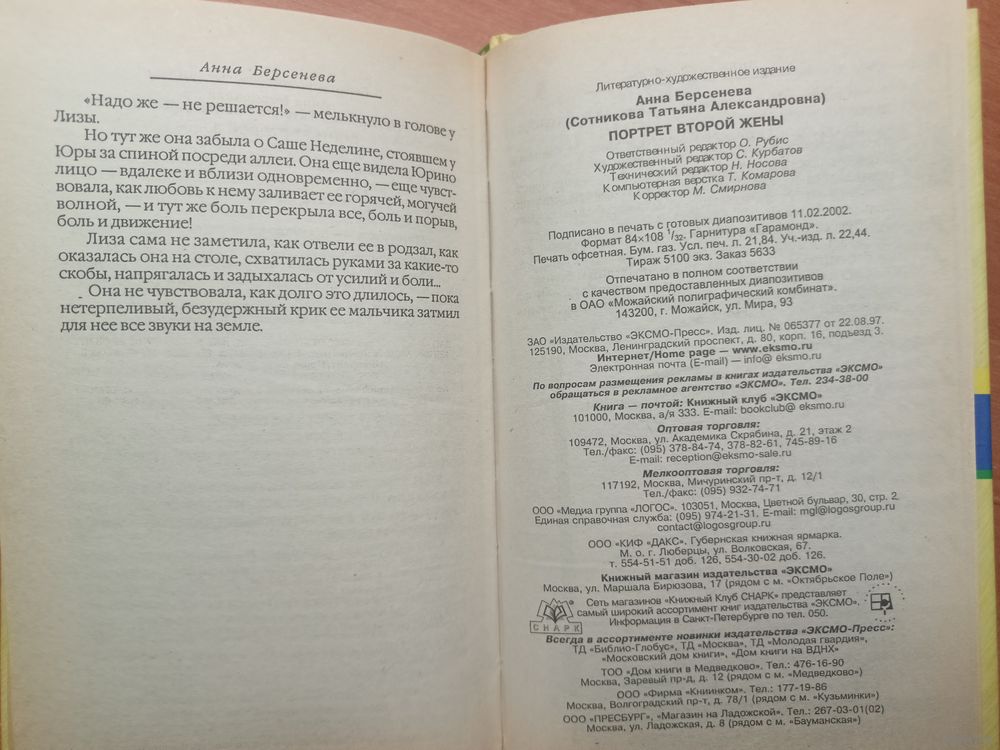 Анна Берсенева
«Надо же — не решается!» — мелькнуло в голове у
Лизы.
Но тут же она забыла о Саше Неделине, стоявшем у
Юры за спиной посреди аллеи. Она еще видела Юрино
лицо — вдалеке и вблизи одновременно, — еще чувст-
вовала, как любовь к нему заливает ее горячей, могучей
волной, — и тут же боль перекрыла все, боль и порыв,
боль и движение!
Лиза сама не заметила, как отвели ее в родзал, как
оказалась она на столе, схватилась руками за какие-то
скобы, напрягалась и задыхалась от усилий и боли...
Она не чувствовала, как долго это длилось, — пока
нетерпеливый, безудержный крик ее мальчика затмил
для нее все звуки на земле.
Литературно-художественное издание
Анна Берсенева
(Сотникова Татьяна Александровна)
ПОРТРЕТ ВТОРОЙ ЖЕНЫ
Ответственный редактор О. Рубис
Художественный редактор С. Курбатов
Технический редактор Н. Носова
Компьютерная верстка Т. Комарова
Корректор М. Смирнова
Подписано в печать с готовых диапозитивов 11.02.2002.
Формат 84×108 1/32. Гарнитура «Гарамонд».
Печать офсетная. Бум. газ. Усл. печ. л. 21,84. Уч.-изд. л. 22,44.
Тираж 5100 экз. Заказ 5633
Отпечатано в полном соответствии
с качеством предоставленных диапозитивов
в ОАО «Можайский полиграфический комбинат».
143200, г. Можайск, ул. Мира, 93
ЗАО «Издательство «ЭКСМО-Пресс». Изд. лиц. № 065377 от 22.08.97.
125190, Москва, Ленинградский проспект, д. 80, корп. 16, подъезд 3.
Интернет/Home page — www.eksmo.ru
Электронная почта (E-mail) — info@ eksmo.ru
По вопросам размещения рекламы в книгах издательства «ЭКСМО»
обращаться в рекламное агентство «ЭКСМО». Тел. 234-38-00
Книга — почтой: Книжный клуб «ЭКСМО»
101000, Москва, а/я 333. E-mail: bookclub@ eksmo.ru
Оптовая торговля:
109472, Москва, ул. Академика Скрябина, д. 21, этаж 2
Тел./факс: (095) 378-84-74, 378-82-61, 745-89-16
E-mail: reception@eksmo-sale.ru
Мелкооптовая торговля:
117192, Москва, Мичуринский пр-т, д. 12/1
Тел./факс: (095) 932-74-71
ООО «Медиа группа «ЛОГОС». 103051, Москва, Цветной бульвар, 30, стр. 2
Единая справочная служба: (095) 974-21-31. E-mail: mgl@logosgroup.ru
contact@logosgroup.ru
ООО «КИФ «ДАКС». Губернская книжная ярмарка.
М. о. г. Люберцы, ул. Волковская, 67.
т. 554-51-51 доб. 126, 554-30-02 доб. 126.
Книжный магазин издательства «ЭКСМО»
Москва, ул. Маршала Бирюзова, 17 (рядом с м. «Октябрьское Поле»)
Сеть магазинов «Книжный Клуб СНАРК» представляет
самый широкий ассортимент книг издательства «ЭКСМО».
Информация в Санкт-Петербурге по тел. 050.
СНАРК
Всегда в ассортименте новинки издательства «ЭКСМО-Пресс»:
ТД «Библио-Глобус», ТД «Москва», ТД «Молодая гвардия»,
«Московский дом книги», «Дом книги на ВДНХ»
ТОО «Дом книги в Медведково». Тел.: 476-16-90
Москва, Заревый пр-д, д. 12 (рядом с м. «Медведково»)
ООО «Фирма «Книинком». Тел.: 177-19-86
Москва, Волгоградский пр-т, д. 78/1 (рядом с м. «Кузьминки»)
ООО «ПРЕСБУРГ», «Магазин на Ладожской». Тел.: 267-03-01(02)
Москва, ул. Ладожская, д. 8 (рядом с м. «Бауманская»)